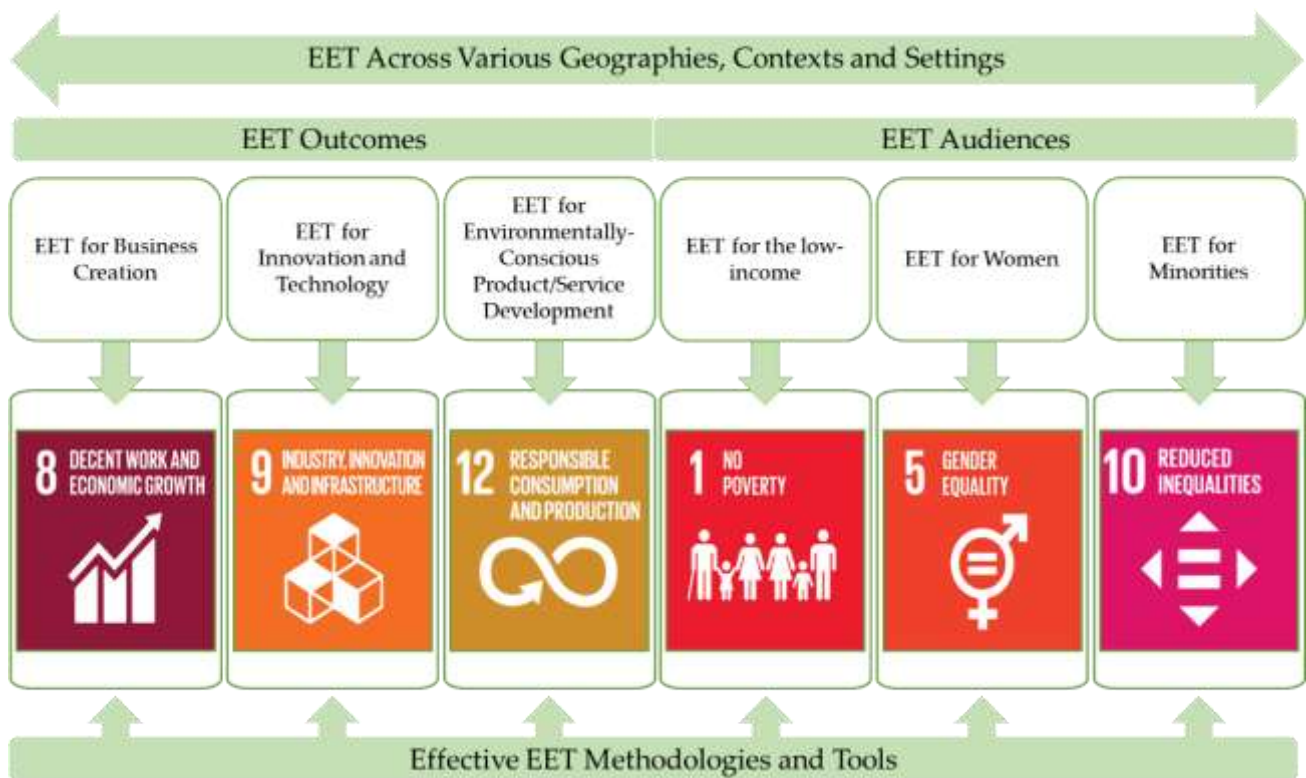 EET Across Various Geographies, Contexts and Settings
EET Outcomes
EET Audiences
EET for Business
Creation
EET for
Innovation and
Technology
EET for
Environmentally-
Conscious
Product/Service
Development
EET for the low-
income
EET for Women
EET for
Minorities
8 DECENT WORK AND
ECONOMIC GROWTH
9 INDUSTRY, INNOVATION
AND INFRASTRUCTURE
12 RESPONSIBLE
CONSUMPTION
AND PRODUCTION
1 NO
POVERTY
5 GENDER
EQUALITY
10 REDUCED
INEQUALITIES
Effective EET Methodologies and Tools